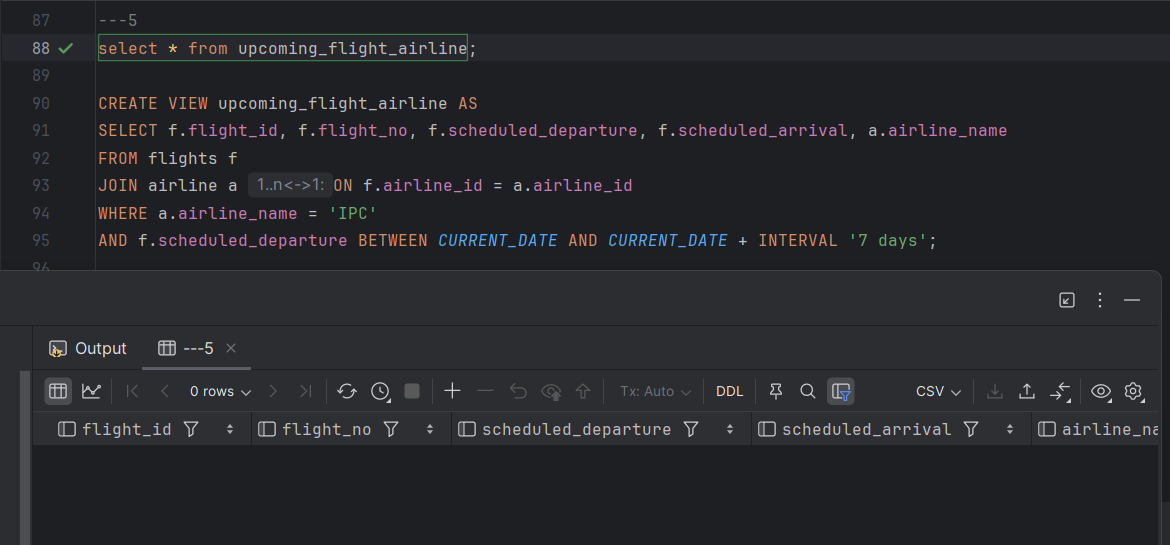 87 ---5
88 select * from upcoming_flight_airline;
89
90 CREATE VIEW upcoming_flight_airline AS
91 SELECT f.flight_id, f.flight_no, f.scheduled_departure, f.scheduled_arrival, a.airline_name
92 FROM flights f
93 JOIN airline a 1..n<->1: ON f.airline_id = a.airline_id
94 WHERE a.airline_name = 'IPC'
95 AND f.scheduled_departure BETWEEN CURRENT_DATE AND CURRENT_DATE + INTERVAL '7 days';
96
Output ---5
0 rows Tx: Auto DDL CSV
flight_id flight_no scheduled_departure scheduled_arrival airline_na